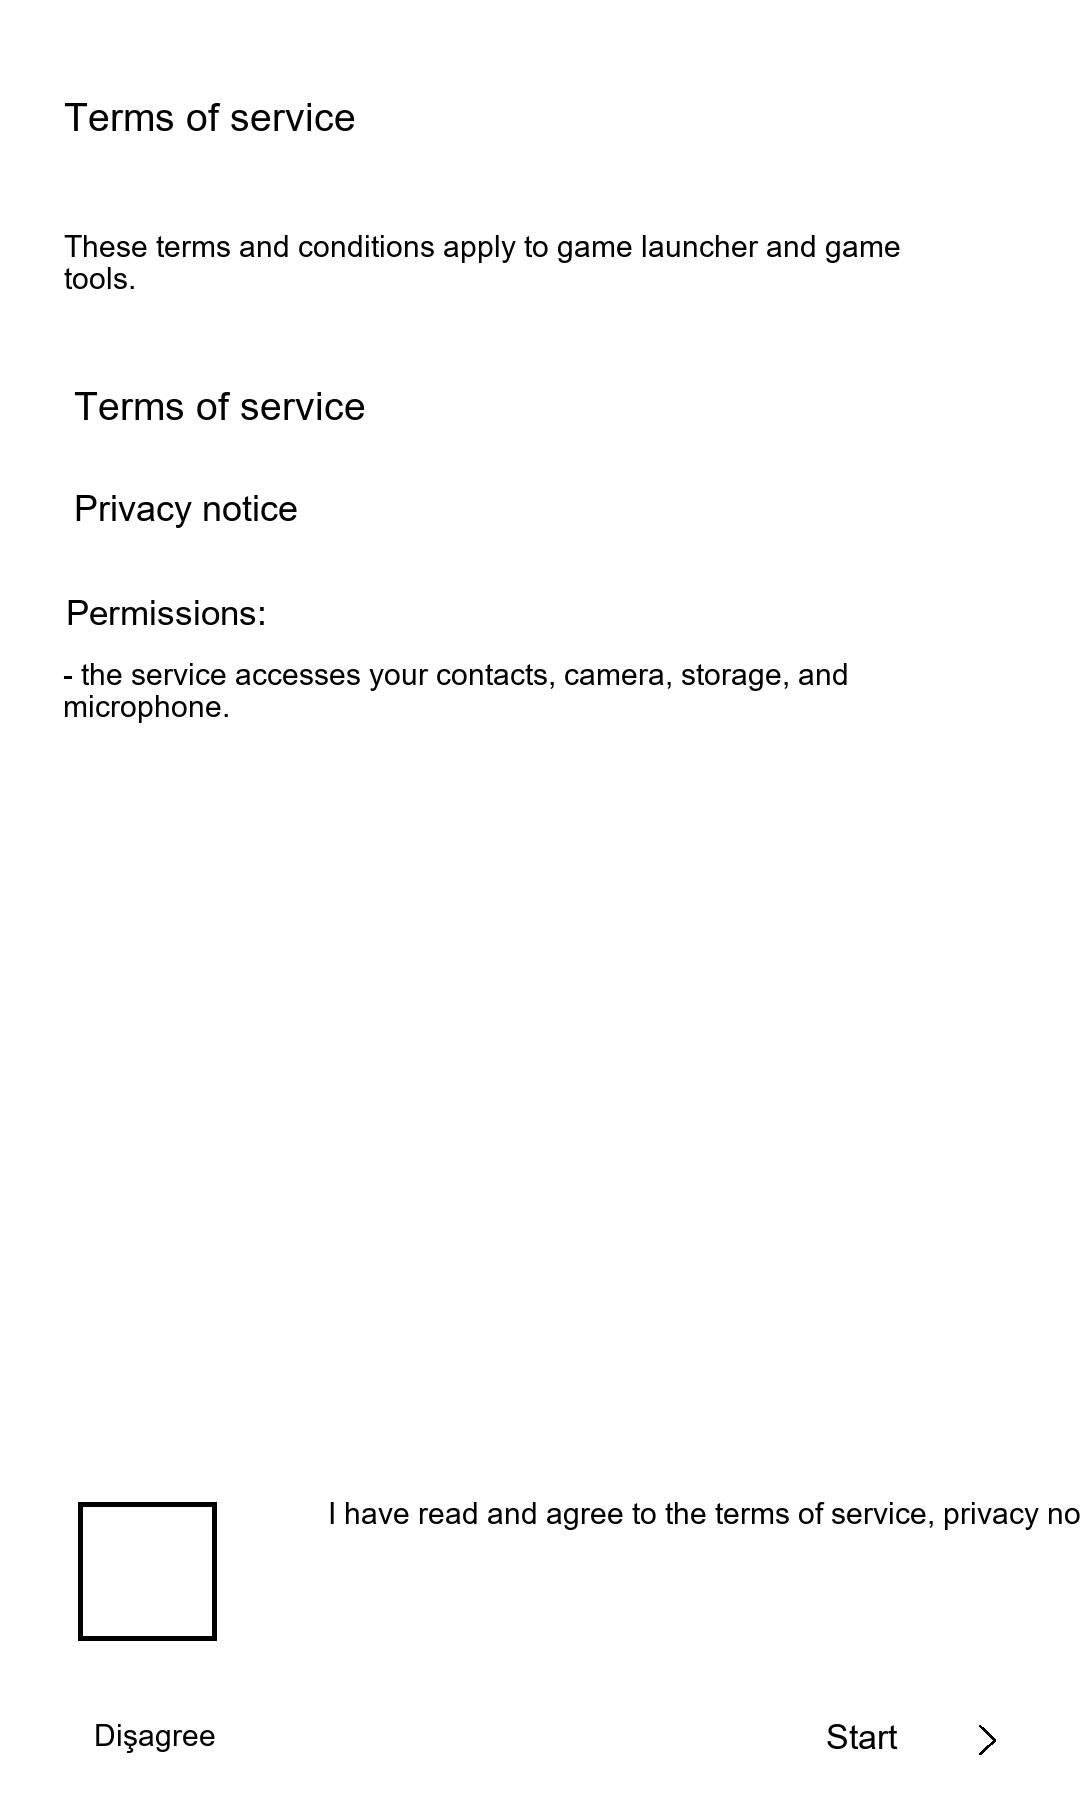 Terms of service
These terms and conditions apply to game launcher and game
tools.
Terms of service
Privacy notice
Permissions:
- the service accesses your contacts, camera, storage, and
microphone.
I have read and agree to the terms of service, privacy no
Dişagree
Start